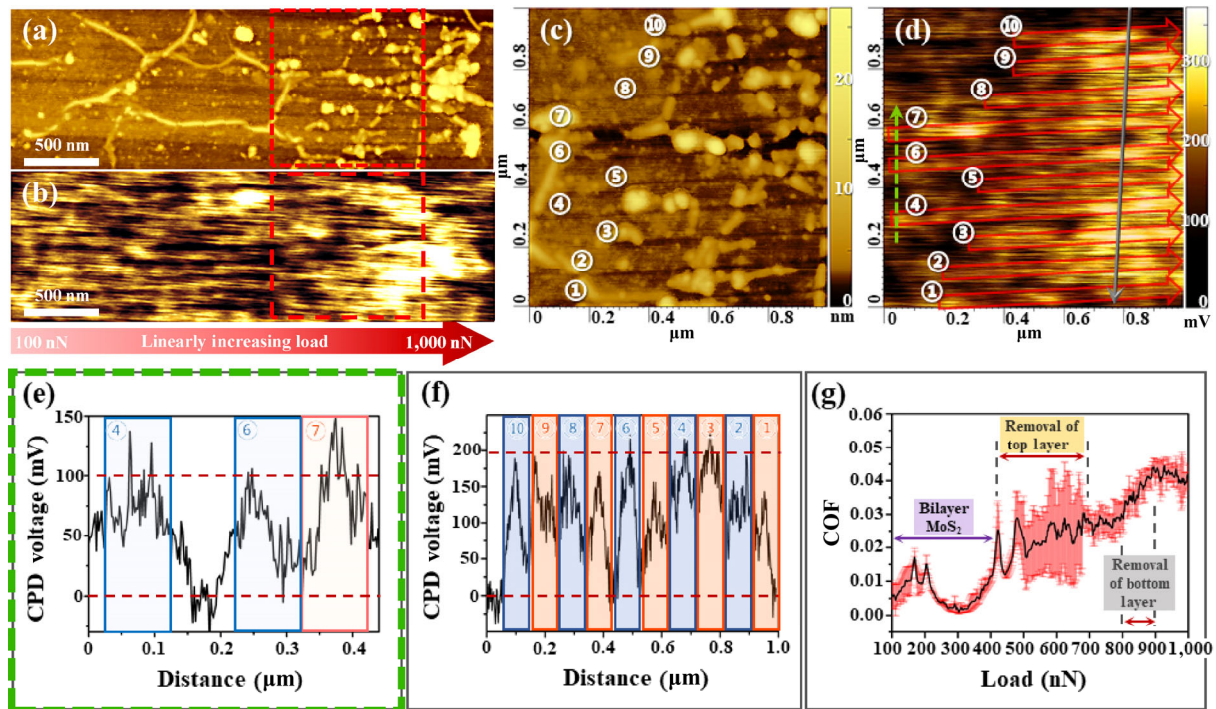 (a)
500 nm
(b)
500 nm
100 nN Linearly increasing load 1,000 nN
(c)
⑩
⑨
⑧
⑦
⑥
⑤
④
③
②
①
0 0.2 0.4 0.6 0.8
μm
0 0.2 0.4 0.6 0.8
μm
20
10
0
nm
(d)
⑩
⑨
⑧
⑦
⑥
⑤
④
③
②
①
0 0.2 0.4 0.6 0.8
μm
0 0.2 0.4 0.6 0.8
μm
300
200
100
0
mV
(e)
④ ⑥ ⑦
150
100
50
0
CPD voltage (mV)
0 0.1 0.2 0.3 0.4
Distance (μm)
(f)
10 9 8 7 6 5 4 3 2 1
200
150
100
50
0
CPD voltage (mV)
0 0.2 0.4 0.6 0.8 1.0
Distance (μm)
(g)
0.06
0.05
0.04
0.03
0.02
0.01
0.00
COF
Removal of
top layer
Bilayer
MoS₂
Removal
of bottom
layer
100 200 300 400 500 600 700 800 900 1,000
Load (nN)